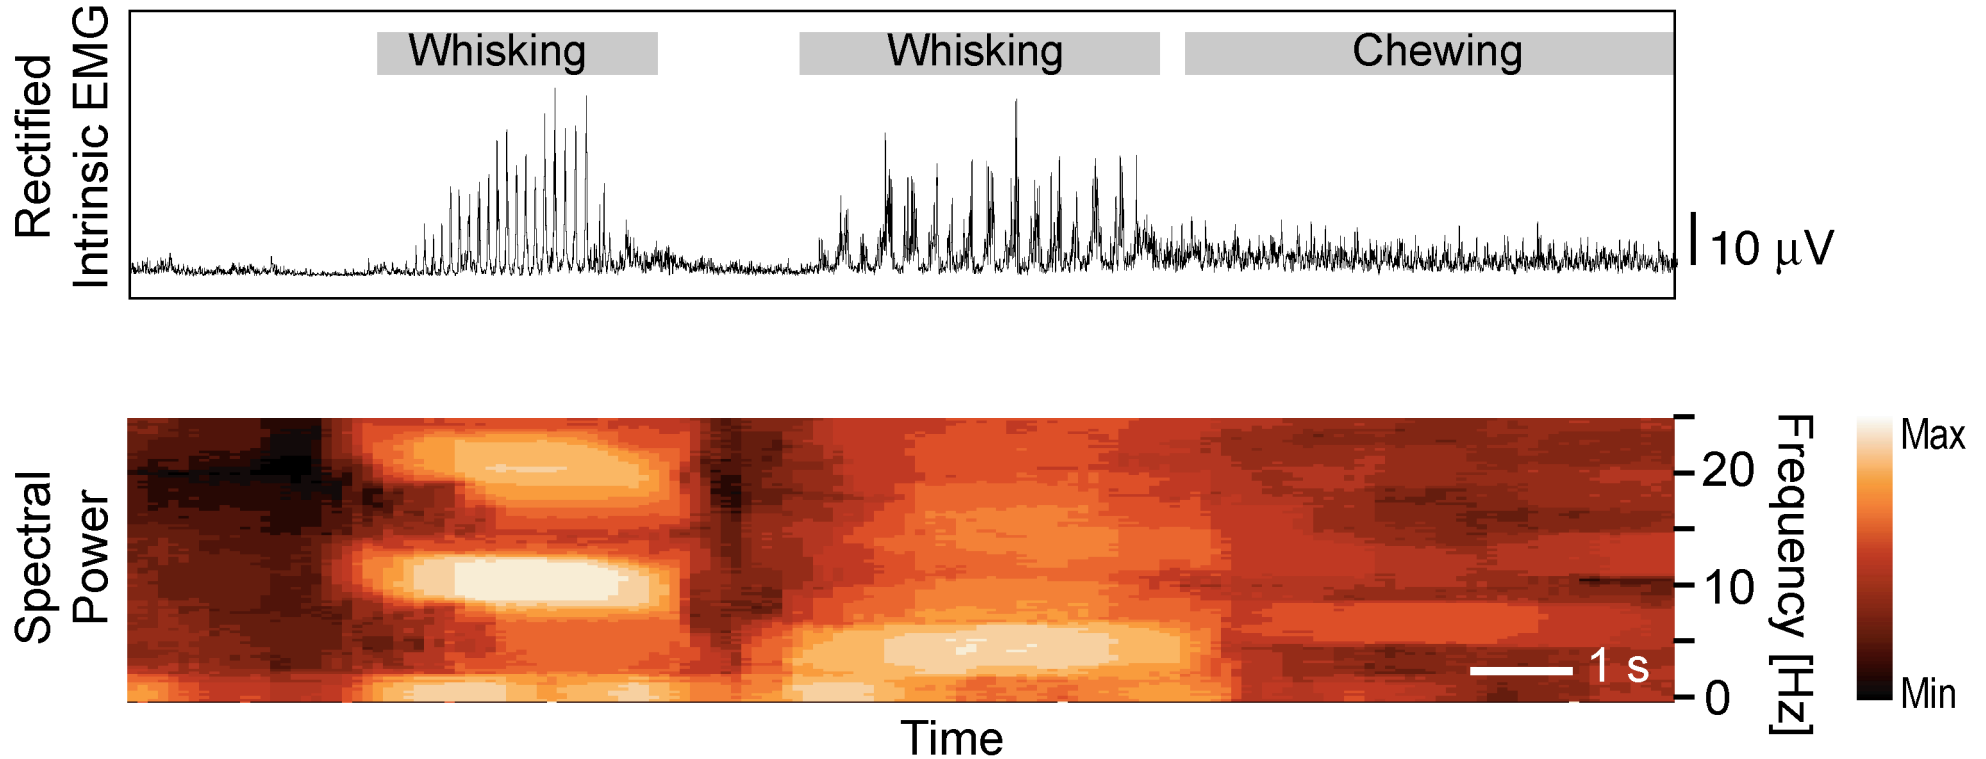 Rectified
Intrinsic EMG
Whisking
Whisking
Chewing
10 μV
Spectral
Power
20
10
0
Frequency [Hz]
Max
Min
1 s
Time